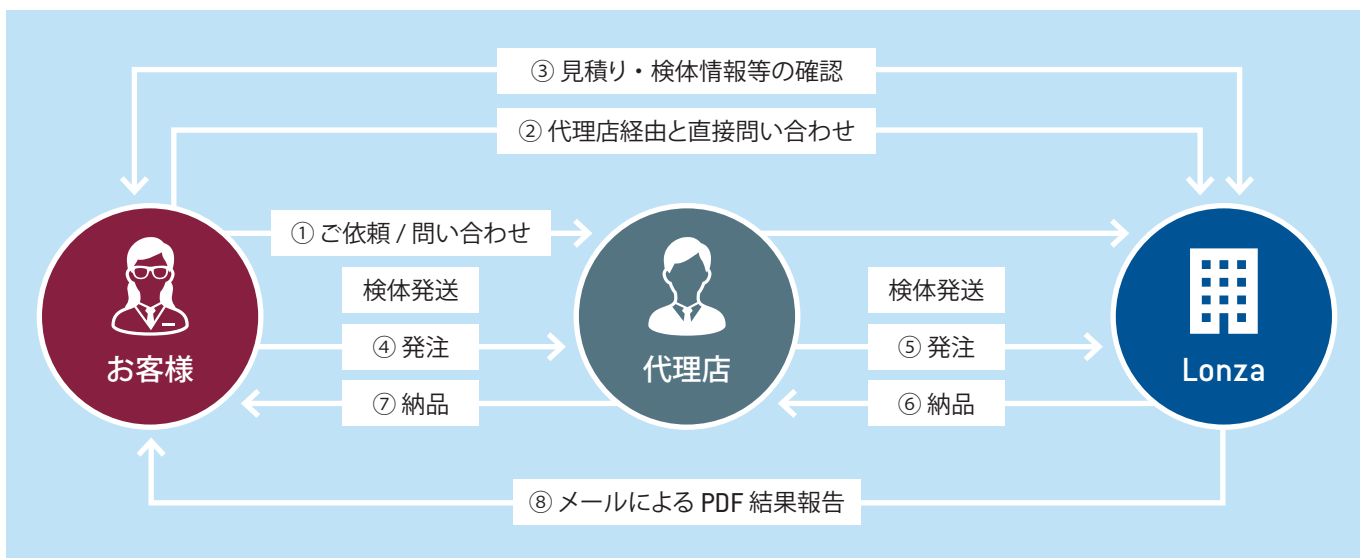 ③ 見積り・検体情報等の確認
② 代理店経由と直接問い合わせ
① ご依頼 / 問い合わせ
検体発送
検体発送
④ 発注
⑤ 発注
お客様
代理店
Lonza
⑦ 納品
⑥ 納品
⑧ メールによる PDF 結果報告